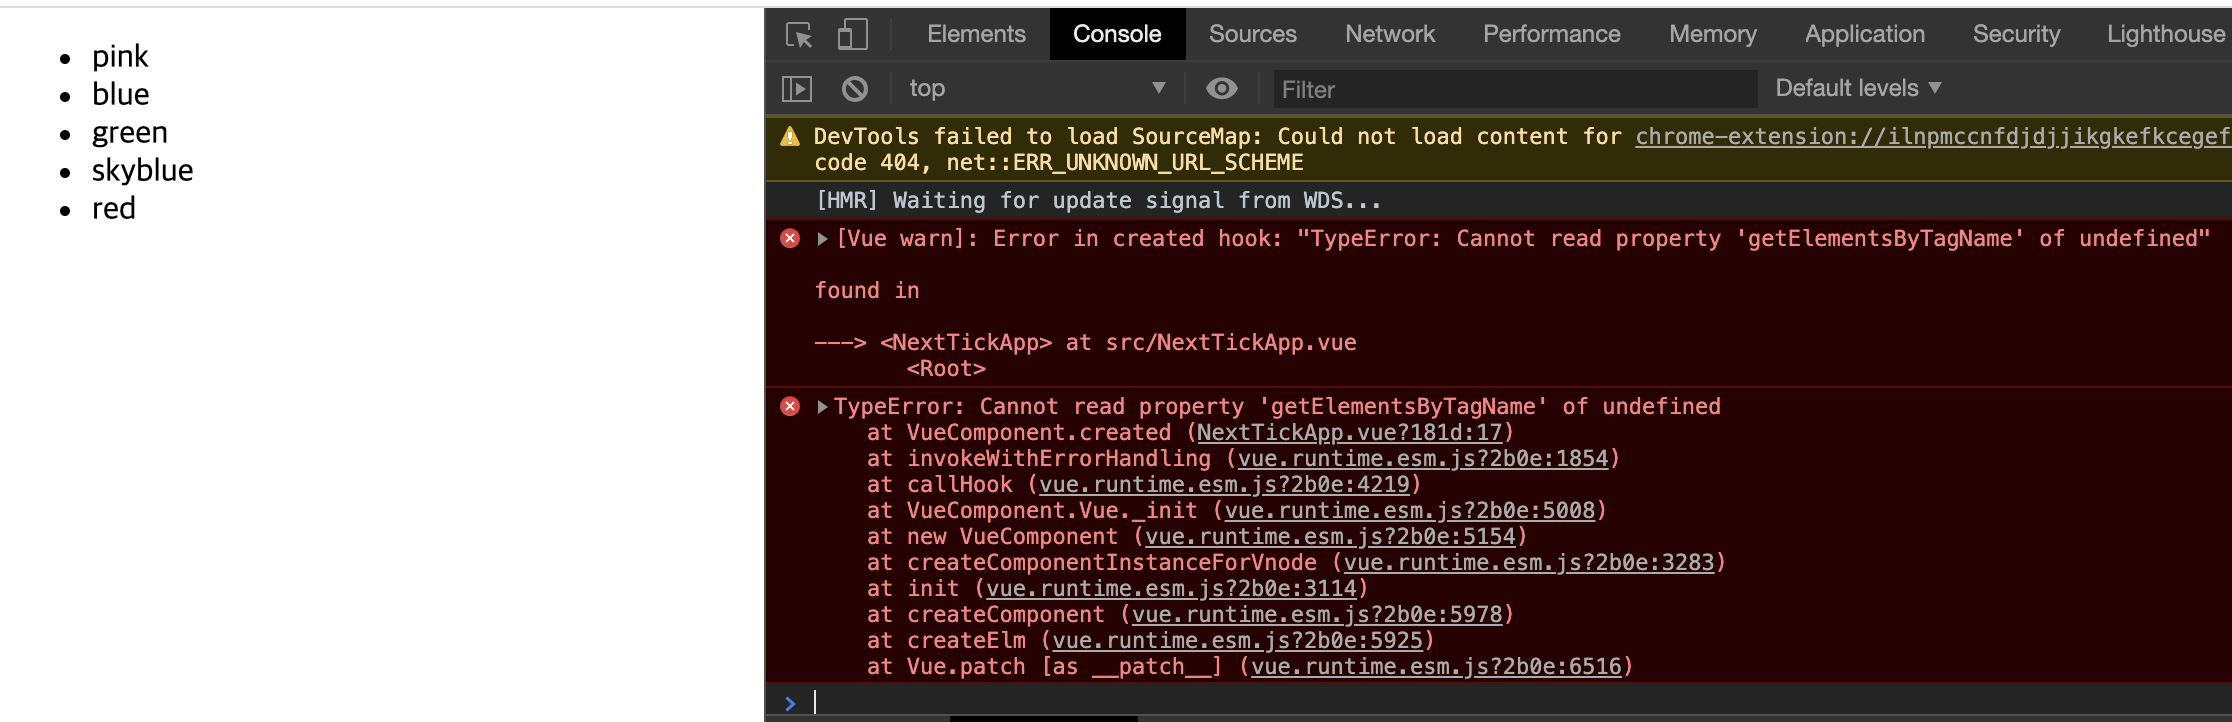 pink
blue
green
skyblue
red
Elements Console Sources Network Performance Memory Application Security Lighthouse
top Filter Default levels
DevTools failed to load SourceMap: Could not load content for chrome-extension://ilnpmccnfdjdjjikgkefkcegef
code 404, net::ERR_UNKNOWN_URL_SCHEME
[HMR] Waiting for update signal from WDS...
[Vue warn]: Error in created hook: "TypeError: Cannot read property 'getElementsByTagName' of undefined"
found in
---> <NextTickApp> at src/NextTickApp.vue
<Root>
TypeError: Cannot read property 'getElementsByTagName' of undefined
at VueComponent.created (NextTickApp.vue?181d:17)
at invokeWithErrorHandling (vue.runtime.esm.js?2b0e:1854)
at callHook (vue.runtime.esm.js?2b0e:4219)
at VueComponent.Vue._init (vue.runtime.esm.js?2b0e:5008)
at new VueComponent (vue.runtime.esm.js?2b0e:5154)
at createComponentInstanceForVnode (vue.runtime.esm.js?2b0e:3283)
at init (vue.runtime.esm.js?2b0e:3114)
at createComponent (vue.runtime.esm.js?2b0e:5978)
at createElm (vue.runtime.esm.js?2b0e:5925)
at Vue.patch [as __patch__] (vue.runtime.esm.js?2b0e:6516)